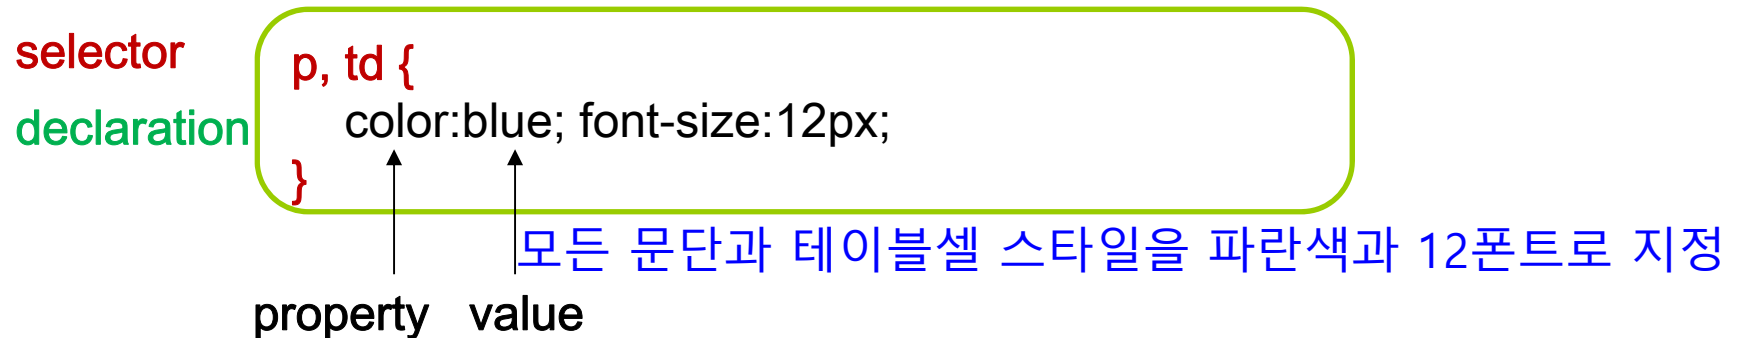 selector
p, td {
declaration
color:blue; font-size:12px;
}
모든 문단과 테이블셀 스타일을 파란색과 12폰트로 지정
property value